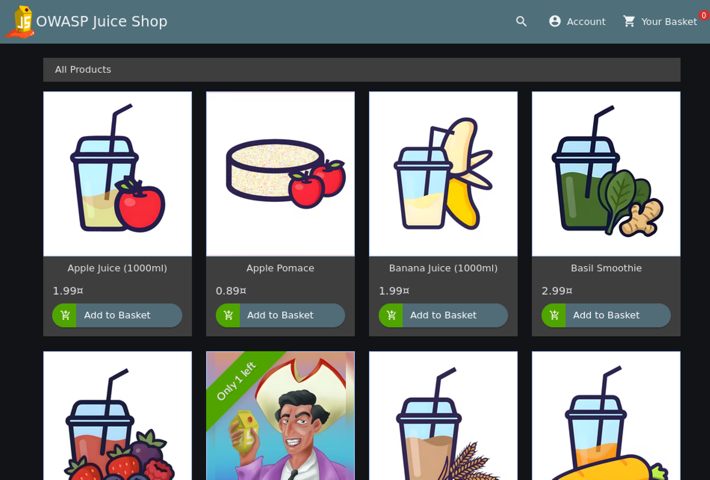 JS
OWASP Juice Shop
Account
Your Basket
0
All Products
Apple Juice (1000ml)
1.99¤
Add to Basket
Apple Pomace
0.89¤
Add to Basket
Banana Juice (1000ml)
1.99¤
Add to Basket
Basil Smoothie
2.99¤
Add to Basket
Only 1 left